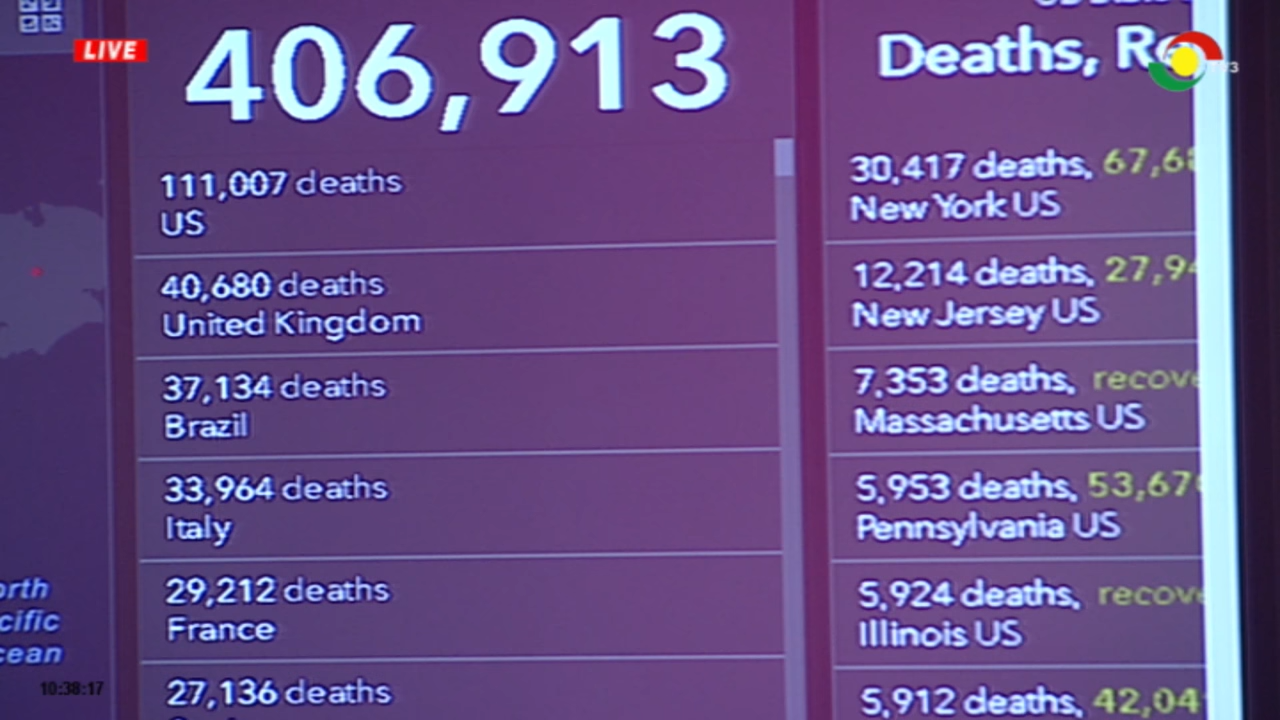 LIVE
406,913
111,007 deaths
US
40,680 deaths
United Kingdom
37,134 deaths
Brazil
33,964 deaths
Italy
29,212 deaths
France
27,136 deaths
Deaths, Re
30,417 deaths, 67,68
New York US
12,214 deaths, 27,94
New Jersey US
7,353 deaths, recove
Massachusetts US
5,953 deaths, 53,67
Pennsylvania US
5,924 deaths, recove
Illinois US
5,912 deaths, 42,04
orth
cific
cean
10:38:17